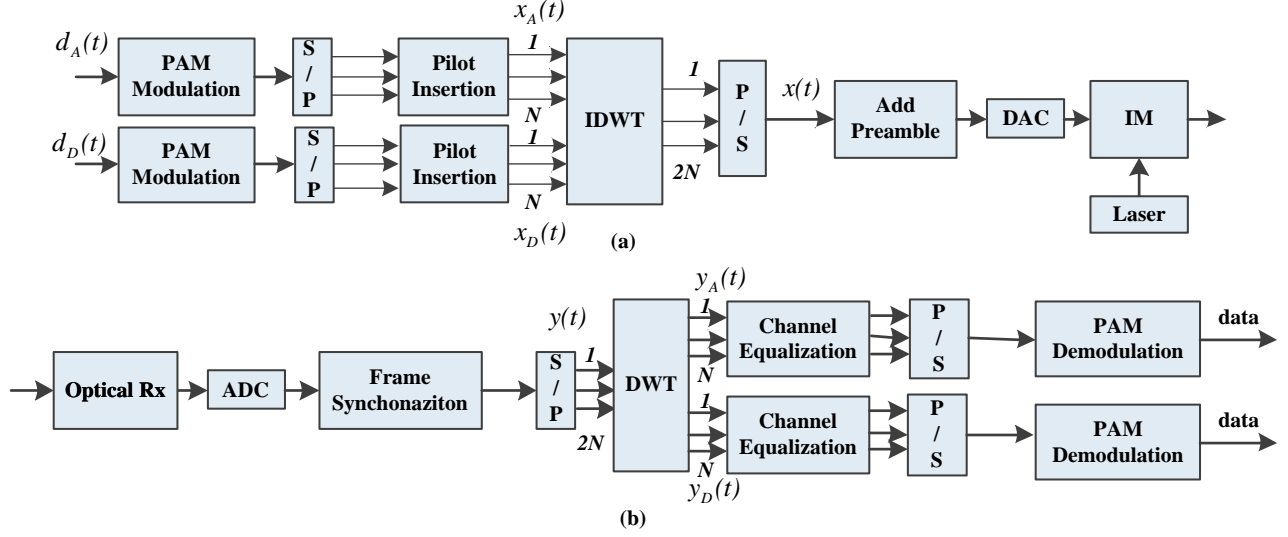 x_A(t)
d_A(t)
PAM
Modulation
S
/
P
Pilot
Insertion
1
N
d_D(t)
PAM
Modulation
S
/
P
Pilot
Insertion
1
N
x_D(t)
IDWT
1
2N
P
/
S
x(t)
Add
Preamble
DAC
IM
Laser
(a)
Optical Rx
ADC
Frame
Synchonaziton
y(t)
S
/
P
1
2N
DWT
y_A(t)
1
N
Channel
Equalization
P
/
S
PAM
Demodulation
data
1
N
y_D(t)
Channel
Equalization
P
/
S
PAM
Demodulation
data
(b)